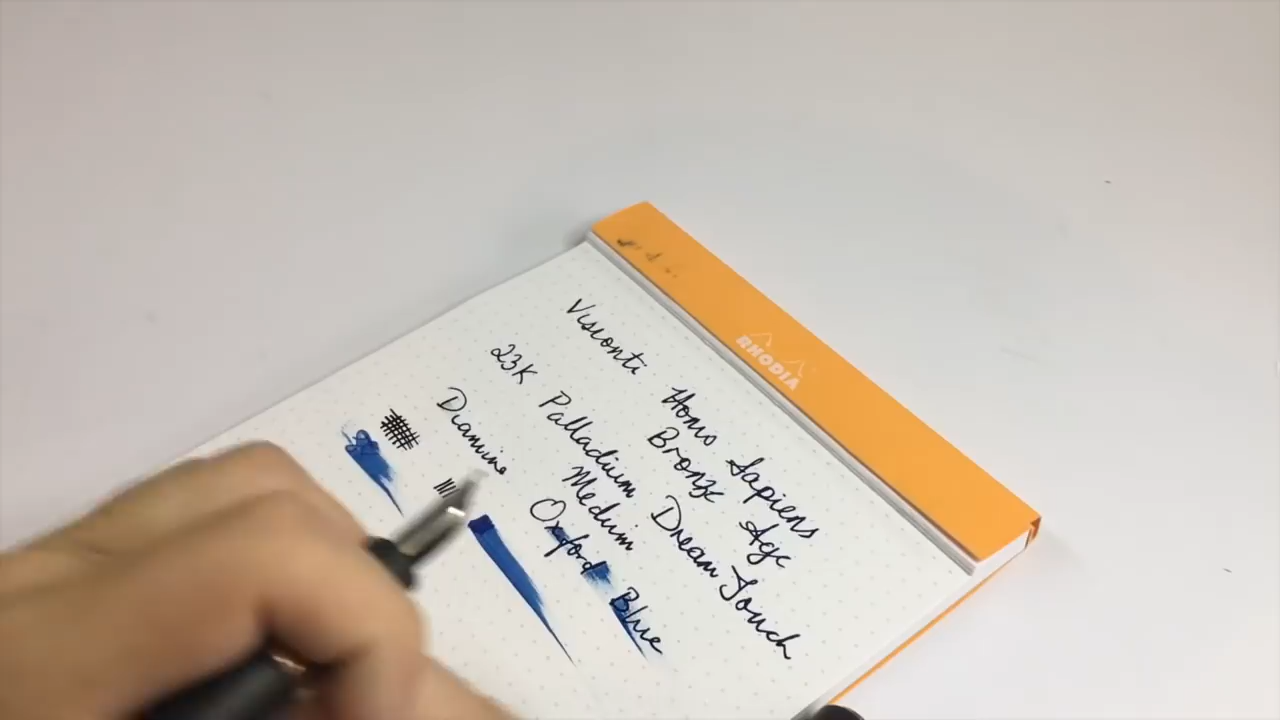 RHODIA
Visconti Homo Sapiens
Bronze Age
23K Palladium Dream Touch
Medium
Diamine Oxford Blue